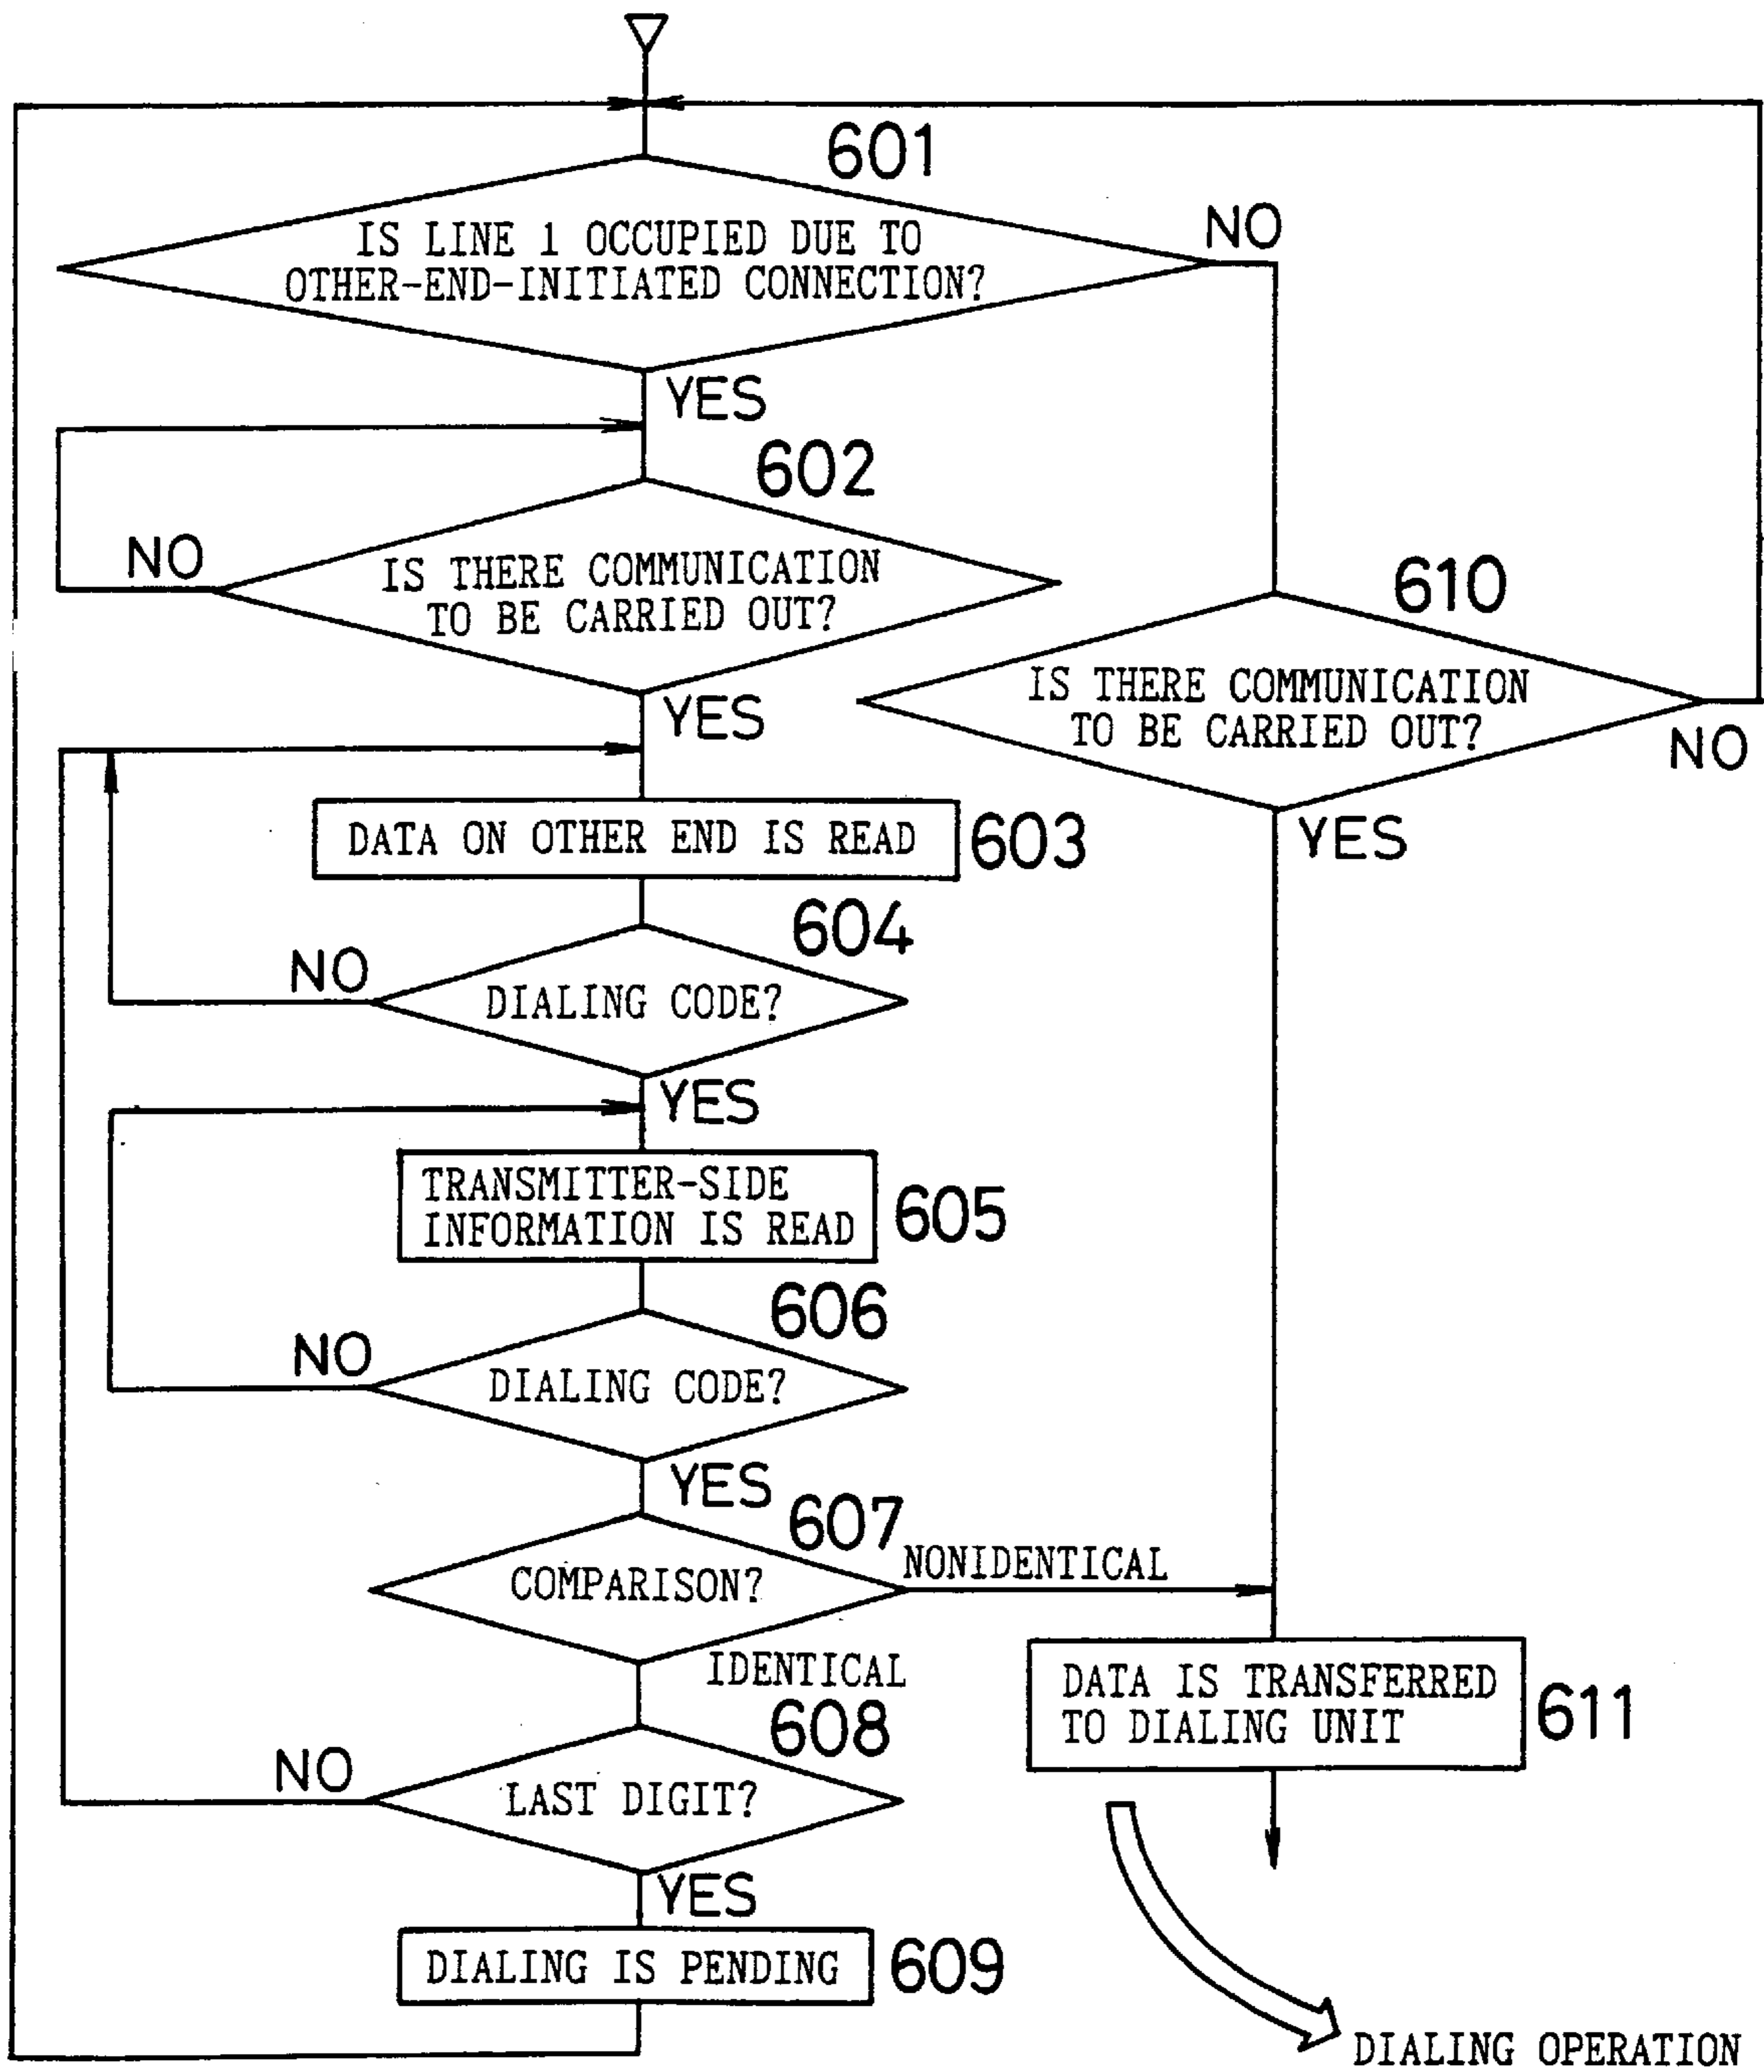 601
IS LINE 1 OCCUPIED DUE TO
OTHER-END-INITIATED CONNECTION?
NO
YES
602
IS THERE COMMUNICATION
TO BE CARRIED OUT?
NO
YES
610
IS THERE COMMUNICATION
TO BE CARRIED OUT?
NO
YES
DATA ON OTHER END IS READ
603
604
DIALING CODE?
NO
YES
TRANSMITTER-SIDE
INFORMATION IS READ
605
606
DIALING CODE?
NO
YES
607
COMPARISON?
NONIDENTICAL
IDENTICAL
608
LAST DIGIT?
NO
YES
DIALING IS PENDING
609
DATA IS TRANSFERRED
TO DIALING UNIT
611
DIALING OPERATION